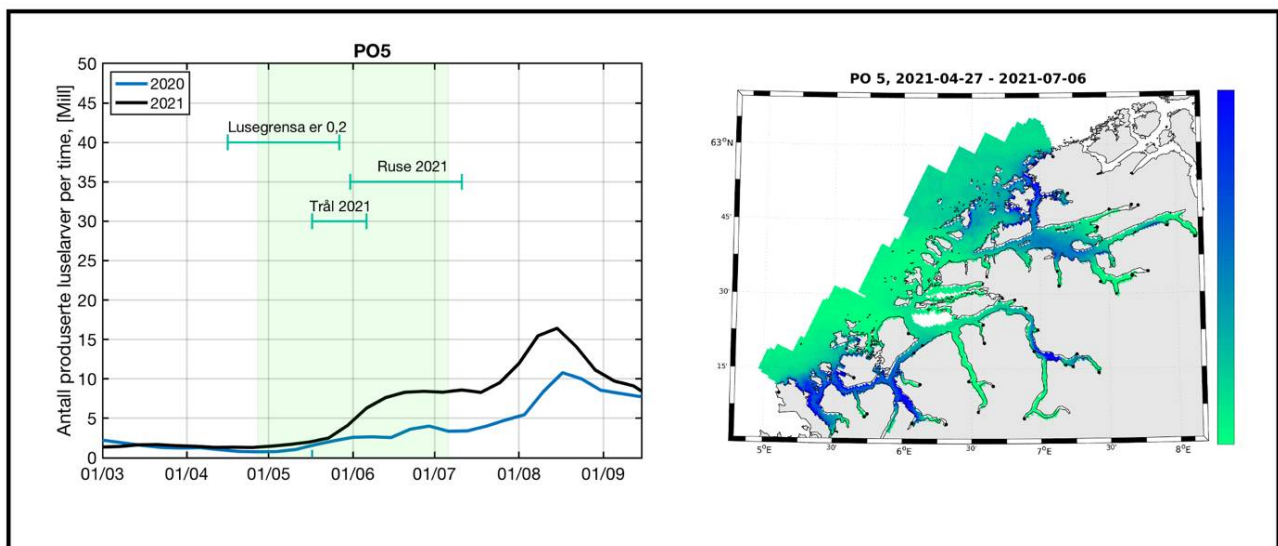 PO5
Antall produserte luselarver per time, [Mill]
50
45
40
35
30
25
20
15
10
5
0
2020
2021
Lusegrensa er 0,2
Ruse 2021
Trål 2021
01/03 01/04 01/05 01/06 01/07 01/08 01/09
PO 5, 2021-04-27 - 2021-07-06
63°N
45'
30'
15'
5°E 30' 6°E 30' 7°E 30' 8°E